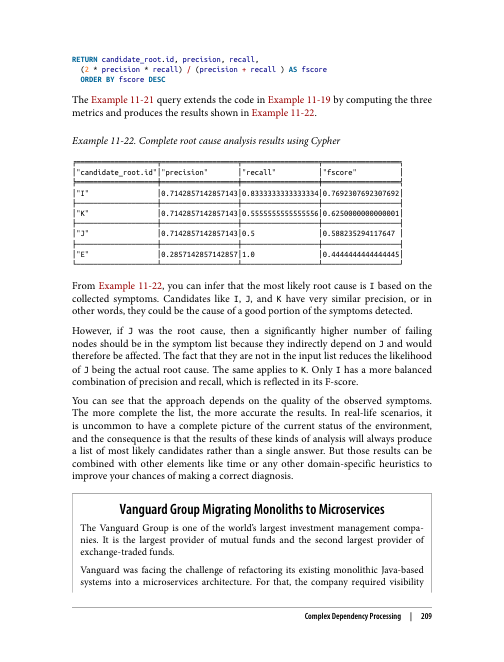 RETURN candidate_root.id, precision, recall,
(2 * precision * recall) / (precision + recall ) AS fscore
ORDER BY fscore DESC
The Example 11-21 query extends the code in Example 11-19 by computing the three
metrics and produces the results shown in Example 11-22.
Example 11-22. Complete root cause analysis results using Cypher
"candidate_root.id" "precision" "recall" "fscore"
"I" 0.7142857142857143 0.8333333333333334 0.7692307692307692
"K" 0.7142857142857143 0.5555555555555556 0.6250000000000001
"J" 0.7142857142857143 0.5 0.588235294117647
"E" 0.2857142857142857 1.0 0.4444444444444445
From Example 11-22, you can infer that the most likely root cause is I based on the
collected symptoms. Candidates like I, J, and K have very similar precision, or in
other words, they could be the cause of a good portion of the symptoms detected.
However, if J was the root cause, then a significantly higher number of failing
nodes should be in the symptom list because they indirectly depend on J and would
therefore be affected. The fact that they are not in the input list reduces the likelihood
of J being the actual root cause. The same applies to K. Only I has a more balanced
combination of precision and recall, which is reflected in its F-score.
You can see that the approach depends on the quality of the observed symptoms.
The more complete the list, the more accurate the results. In real-life scenarios, it
is uncommon to have a complete picture of the current status of the environment,
and the consequence is that the results of these kinds of analysis will always produce
a list of most likely candidates rather than a single answer. But those results can be
combined with other elements like time or any other domain-specific heuristics to
improve your chances of making a correct diagnosis.
Vanguard Group Migrating Monoliths to Microservices
The Vanguard Group is one of the world's largest investment management compa-
nies. It is the largest provider of mutual funds and the second largest provider of
exchange-traded funds.
Vanguard was facing the challenge of refactoring its existing monolithic Java-based
systems into a microservices architecture. For that, the company required visibility
Complex Dependency Processing | 209